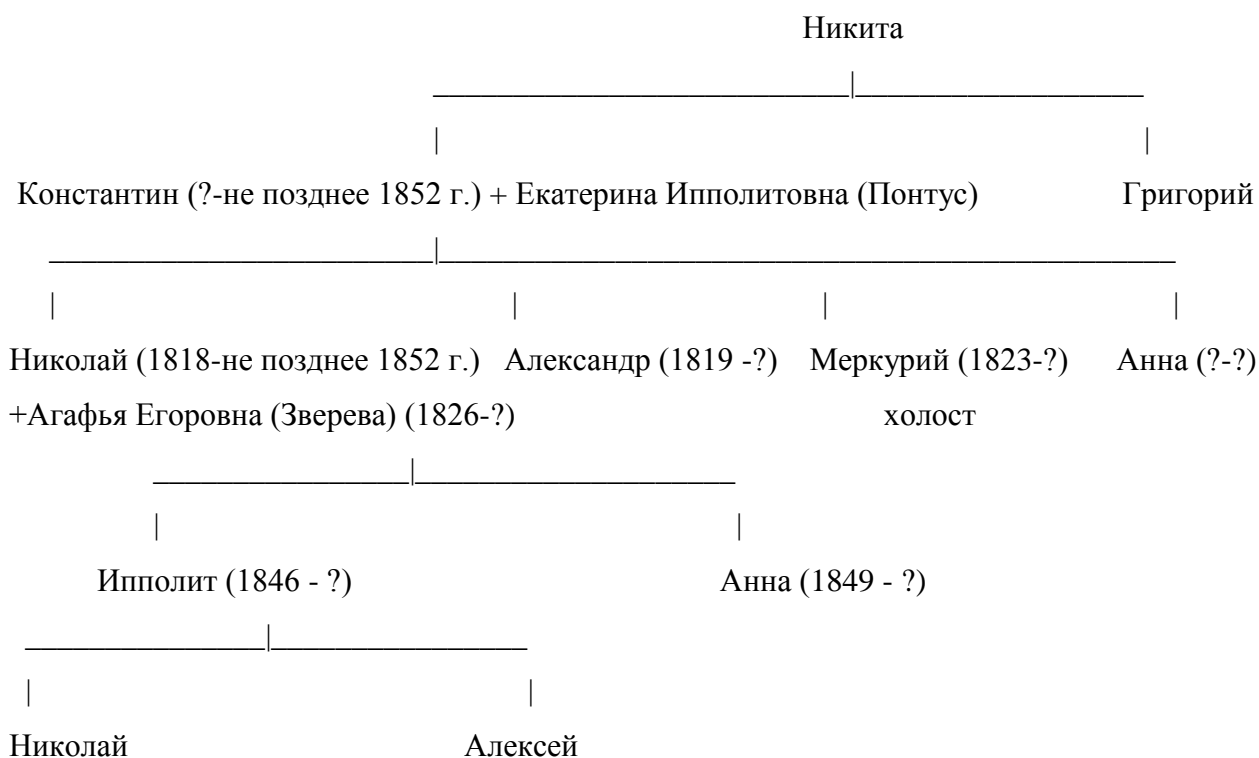 Никита
Константин (?-не позднее 1852 г.) + Екатерина Ипполитовна (Понтус) Григорий
Николай (1818-не позднее 1852 г.) Александр (1819 -?) Меркурий (1823-?) Анна (?-?)
+Агафья Егоровна (Зверева) (1826-?) холост
Ипполит (1846 - ?) Анна (1849 - ?)
Николай Алексей